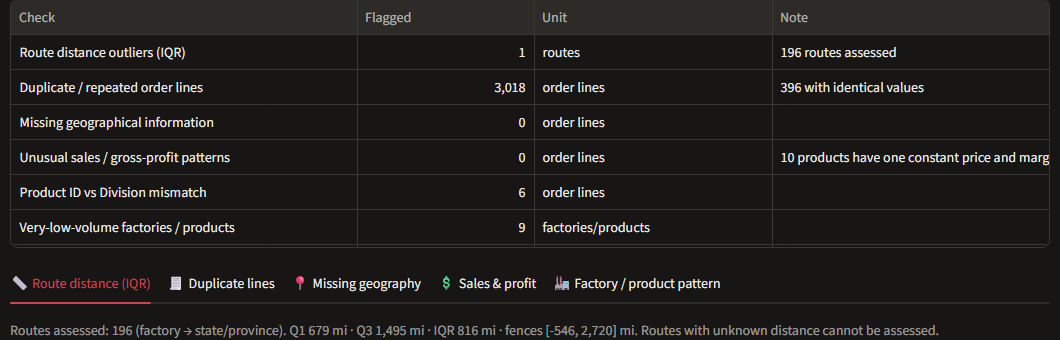 Check Flagged Unit Note
Route distance outliers (IQR) 1 routes 196 routes assessed
Duplicate / repeated order lines 3,018 order lines 396 with identical values
Missing geographical information 0 order lines
Unusual sales / gross-profit patterns 0 order lines 10 products have one constant price and marg
Product ID vs Division mismatch 6 order lines
Very-low-volume factories / products 9 factories/products
Route distance (IQR) Duplicate lines Missing geography Sales & profit Factory / product pattern
Routes assessed: 196 (factory → state/province). Q1 679 mi · Q3 1,495 mi · IQR 816 mi · fences [-546, 2,720] mi. Routes with unknown distance cannot be assessed.